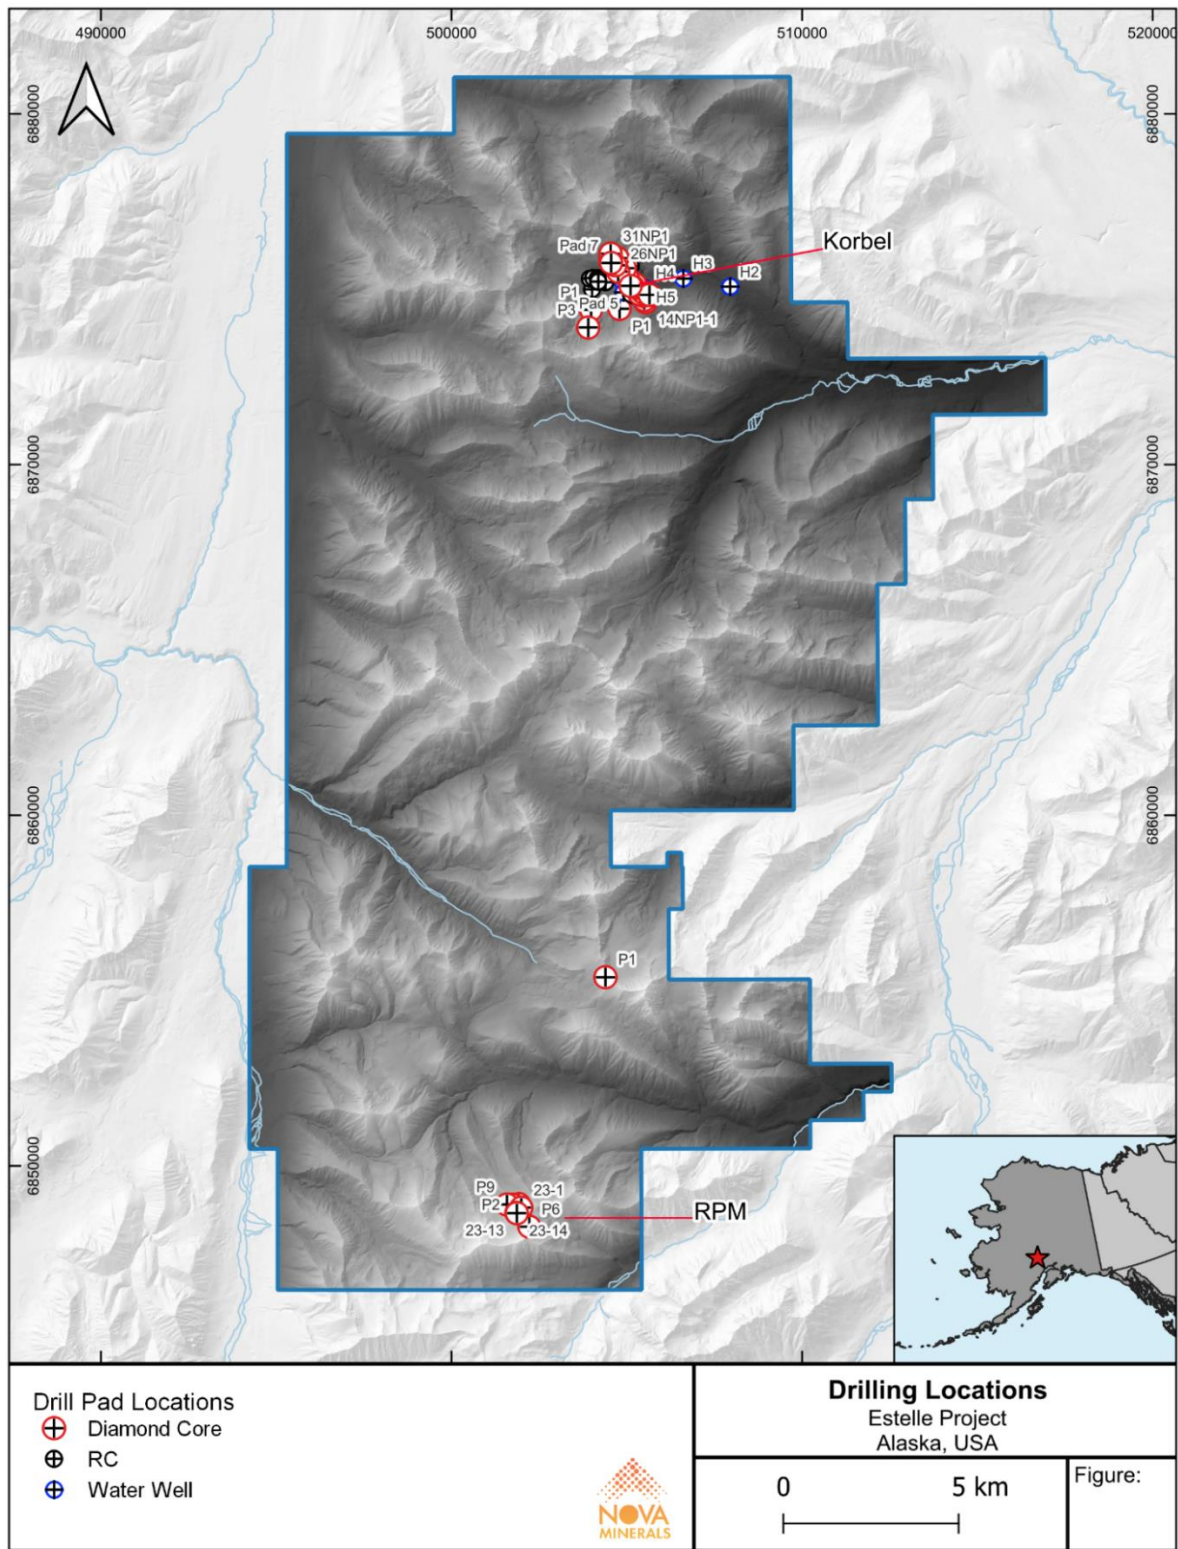 490000
500000
510000
520000
6880000
6880000
31NP1
Pad 7
26NP1
Korbel
H4
H3
H2
P1
Pad 5
H5
P3
P1
14NP1-1
6870000
6870000
6860000
6860000
P1
6850000
6850000
P9
23-1
P2
P6
RPM
23-13
23-14
Drill Pad Locations
Diamond Core
RC
Water Well
NOVA
MINERALS
Drilling Locations
Estelle Project
Alaska, USA
0 5 km
Figure: